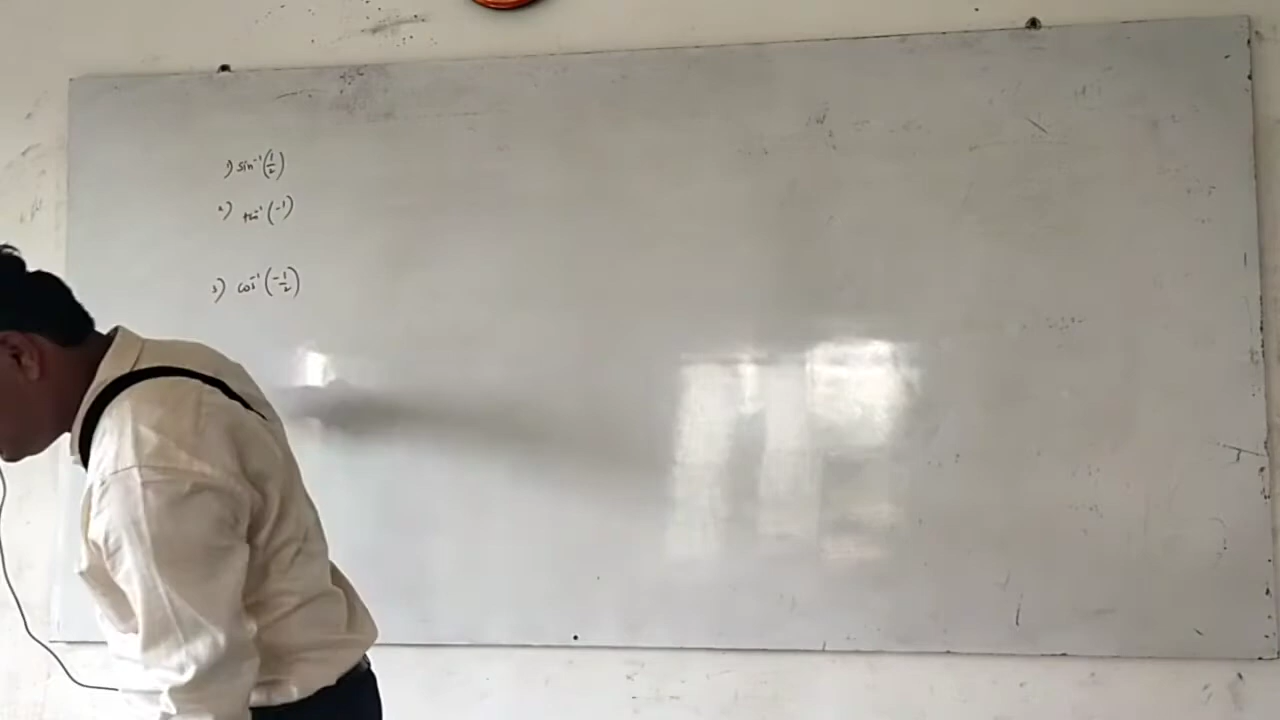 1) sin⁻¹(1/2)
2) tan⁻¹(-1)
3) cos⁻¹(-1/2)